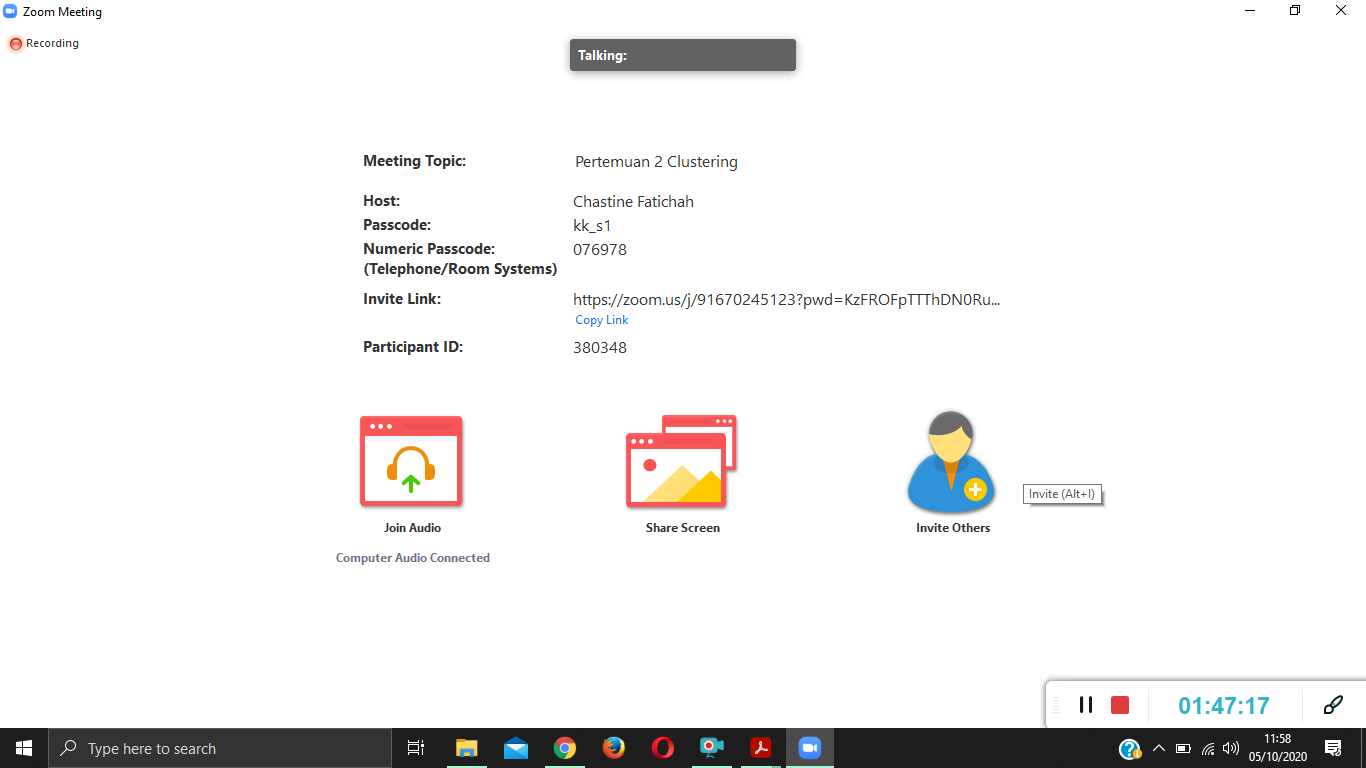 Zoom Meeting
Recording
Talking:
Meeting Topic: Pertemuan 2 Clustering
Host: Chastine Fatichah
Passcode: kk_s1
Numeric Passcode: 076978
(Telephone/Room Systems)
Invite Link: https://zoom.us/j/91670245123?pwd=KzFROFpTTThDN0Ru...
Copy Link
Participant ID: 380348
Invite (Alt+I)
Join Audio Share Screen Invite Others
Computer Audio Connected
01:47:17
Type here to search
11:58
05/10/2020